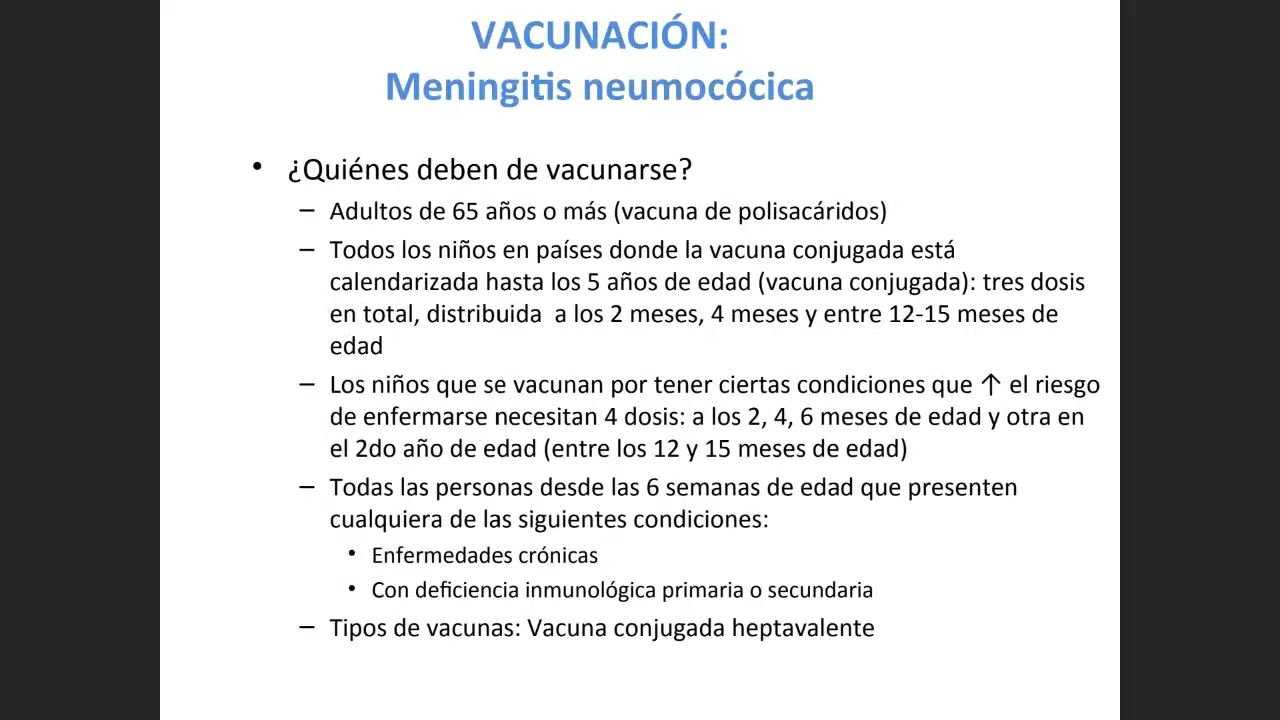 VACUNACIÓN:
Meningitis neumocócica
• ¿Quiénes deben de vacunarse?
– Adultos de 65 años o más (vacuna de polisacáridos)
– Todos los niños en países donde la vacuna conjugada está
calendarizada hasta los 5 años de edad (vacuna conjugada): tres dosis
en total, distribuida  a los 2 meses, 4 meses y entre 12-15 meses de
edad
– Los niños que se vacunan por tener ciertas condiciones que ↑ el riesgo
de enfermarse necesitan 4 dosis: a los 2, 4, 6 meses de edad y otra en
el 2do año de edad (entre los 12 y 15 meses de edad)
– Todas las personas desde las 6 semanas de edad que presenten
cualquiera de las siguientes condiciones:
• Enfermedades crónicas
• Con deficiencia inmunológica primaria o secundaria
– Tipos de vacunas: Vacuna conjugada heptavalente